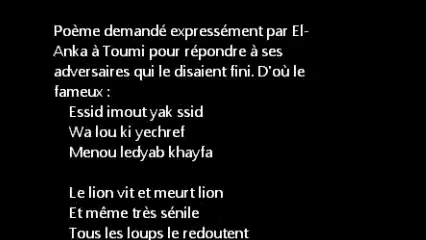 Poème demandé expressément par El-
Anka à Toumi pour répondre à ses
adversaires qui le disaient fini. D'où le
fameux :
Essid imout yak ssid
Wa lou ki yechref
Menou ledyab khayfa
Le lion vit et meurt lion
Et même très sénile
Tous les loups le redoutent